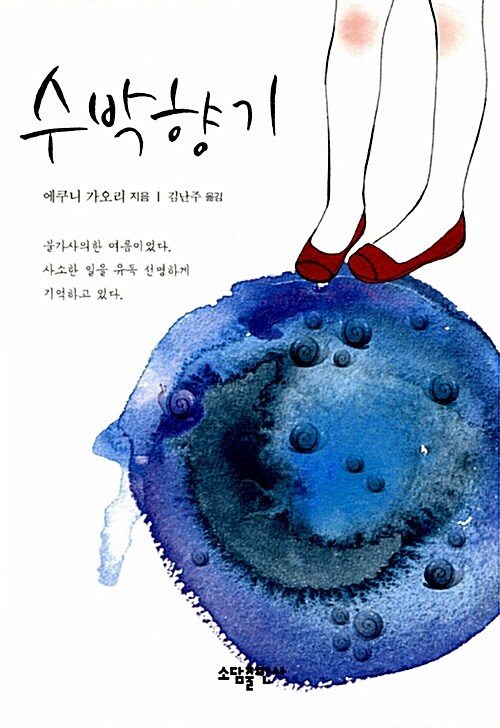 수박향기
에쿠니 가오리 지음 | 김난주 옮김
불가사의한 여름이었다.
사소한 일을 유독 선명하게
기억하고 있다.
소담출판사